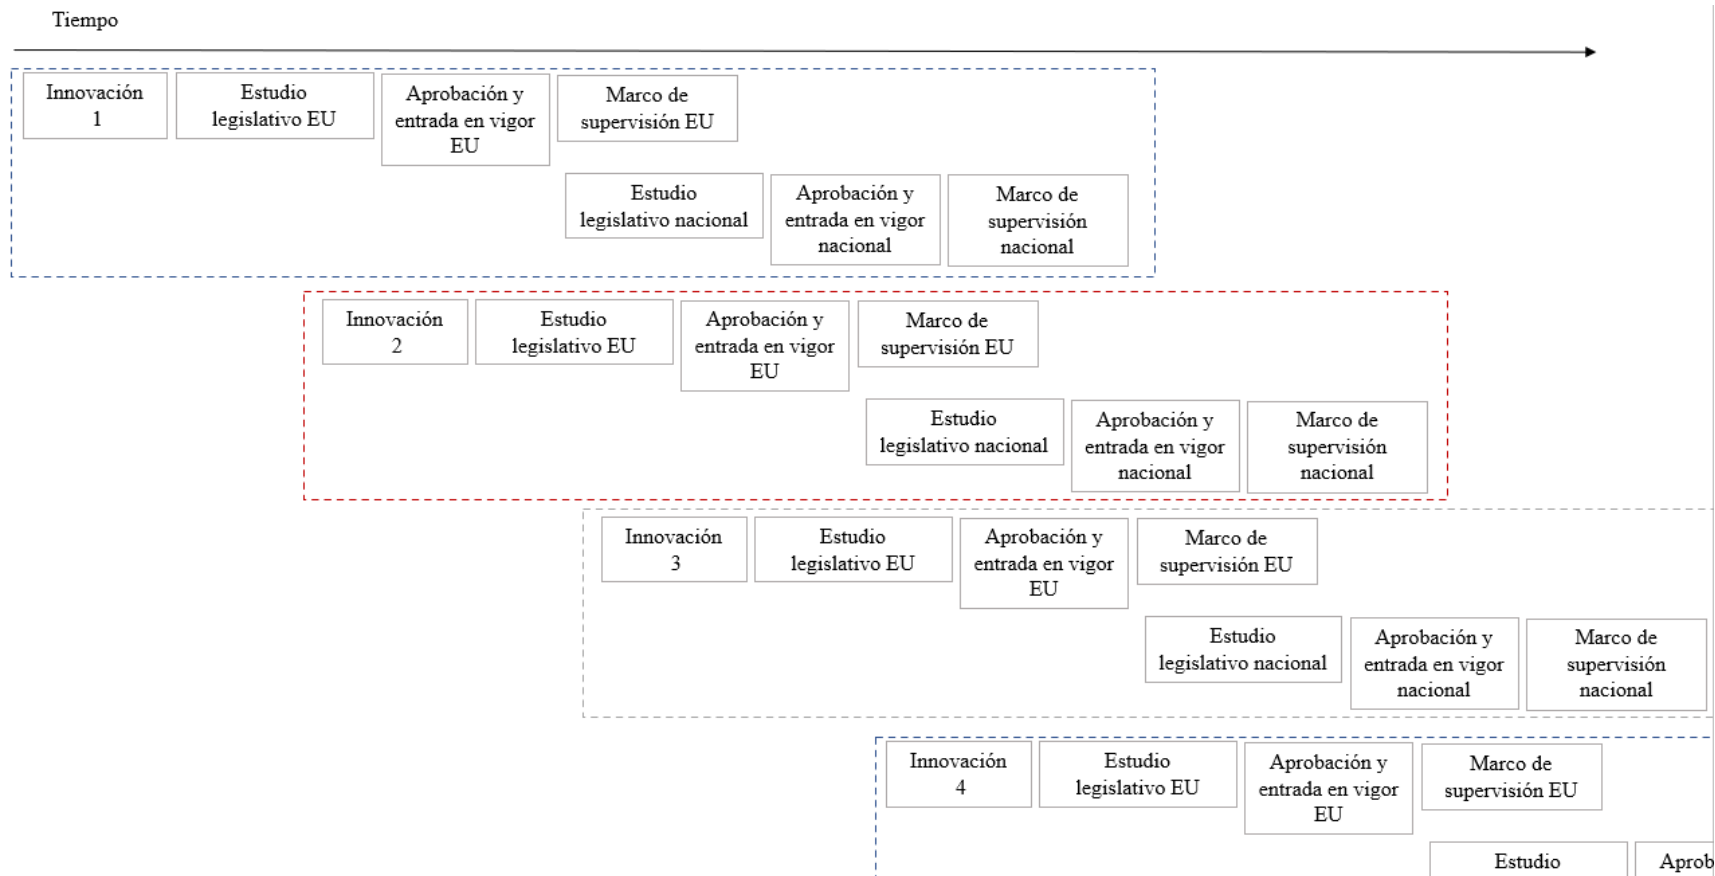 Tiempo
Innovación
1
Estudio
legislativo EU
Aprobación y
entrada en vigor
EU
Marco de
supervisión EU
Estudio
legislativo nacional
Aprobación y
entrada en vigor
nacional
Marco de
supervisión
nacional
Innovación
2
Estudio
legislativo EU
Aprobación y
entrada en vigor
EU
Marco de
supervisión EU
Estudio
legislativo nacional
Aprobación y
entrada en vigor
nacional
Marco de
supervisión
nacional
Innovación
3
Estudio
legislativo EU
Aprobación y
entrada en vigor
EU
Marco de
supervisión EU
Estudio
legislativo nacional
Aprobación y
entrada en vigor
nacional
Marco de
supervisión
nacional
Innovación
4
Estudio
legislativo EU
Aprobación y
entrada en vigor
EU
Marco de
supervisión EU
Estudio
Aprob